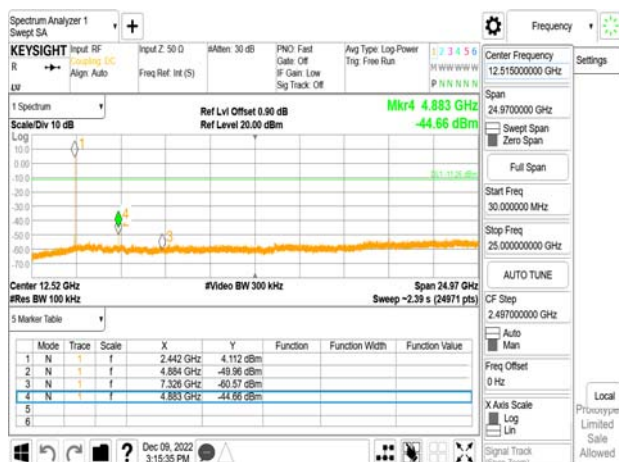 Spectrum Analyzer 1
Swept SA
Frequency
KEYSIGHT
Input: RF
Coupling: DC
Align: Auto
Input Z: 50 Ω
Freq Ref: Int (S)
#Atten: 30 dB
PNO: Fast
Gate: Off
IF Gain: Low
Sig Track: Off
Avg Type: Log-Power
Trig: Free Run
1 2 3 4 5 6
M W W W W W
P N N N N N
R
LVI
1 Spectrum
Scale/Div 10 dB
Ref Lvl Offset 0.90 dB
Ref Level 20.00 dBm
Mkr4 4.883 GHz
-44.66 dBm
Log
10.0
0.00
-10.0
-20.0
-30.0
-40.0
-50.0
-60.0
-70.0
1
4
3
Center 12.52 GHz
#Res BW 100 kHz
#Video BW 300 kHz
Span 24.97 GHz
Sweep ~2.39 s (24971 pts)
5 Marker Table
Mode Trace Scale X Y Function Function Width Function Value
1 N 1 f 2.442 GHz 4.112 dBm
2 N 1 f 4.884 GHz -49.96 dBm
3 N 1 f 7.326 GHz -60.57 dBm
4 N 1 f 4.883 GHz -44.66 dBm
5
6
Dec 09, 2022
3:15:35 PM
Center Frequency
12.515000000 GHz
Settings
Span
24.9700000 GHz
Swept Span
Zero Span
Full Span
Start Freq
30.000000 MHz
Stop Freq
25.000000000 GHz
AUTO TUNE
CF Step
2.497000000 GHz
Auto
Man
Freq Offset
0 Hz
X Axis Scale
Log
Lin
Local
Prototype
Limited
Sale
Allowed
Signal Track